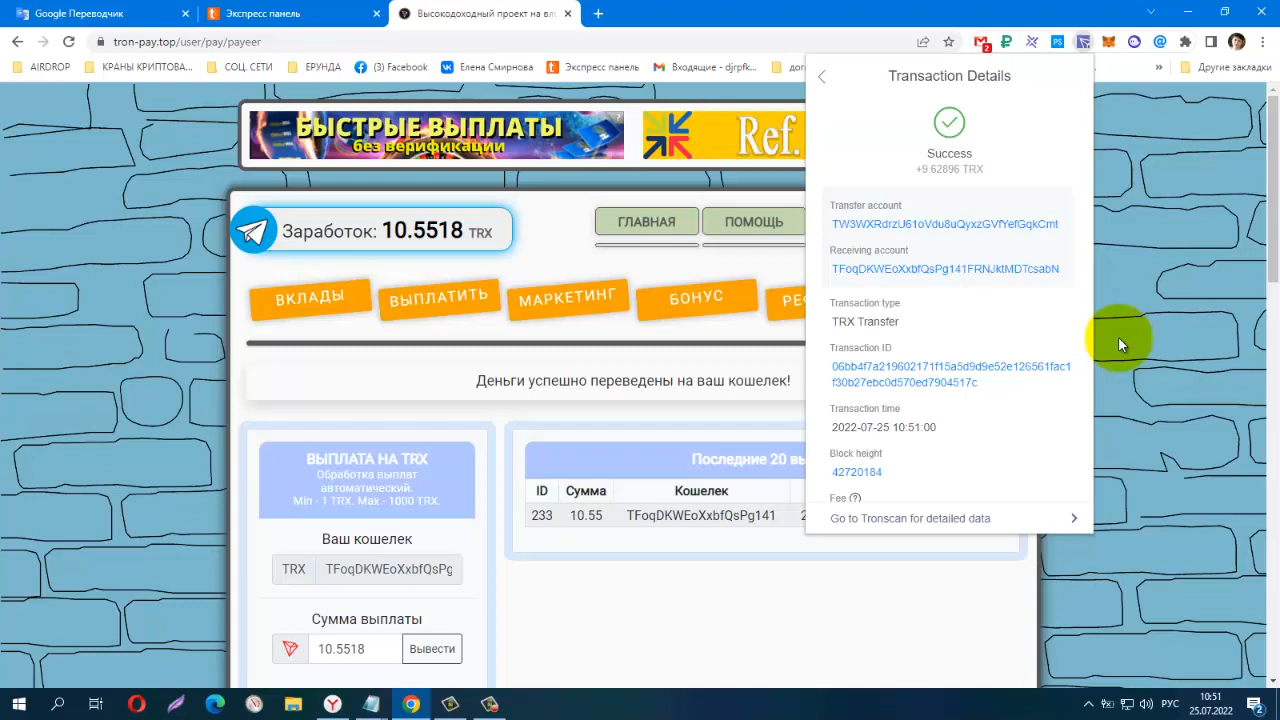 Google Переводчик
Экспресс панель
Высокодоходный проект на вл
tron-pay.top/user/pay/payeer
2
AIRDROP
КРАНЫ КРИПТОВА...
СОЦ. СЕТИ
ЕРУНДА
(3) Facebook
Елена Смирнова
Экспресс панель
Входящие - djrpfk...
дог
»
Другие закладки
БЫСТРЫЕ ВЫПЛАТЫ
без верификации
Ref.
Заработок: 10.5518 TRX
ГЛАВНАЯ
ПОМОЩЬ
ВКЛАДЫ
ВЫПЛАТИТЬ
МАРКЕТИНГ
БОНУС
РЕ
Деньги успешно переведены на ваш кошелек!
ВЫПЛАТА НА TRX
Обработка выплат
автоматический.
Min - 1 TRX. Max - 1000 TRX.
Ваш кошелек
TRX
TFoqDKWEoXxbfQsPg
Сумма выплаты
10.5518
Вывести
Последние 20 вы
ID Сумма Кошелек
233 10.55 TFoqDKWEoXxbfQsPg141 2
Transaction Details
Success
+9.62896 TRX
Transfer account
TW3WXRdrzU61oVdu8uQyxzGVfYefGqkCmt
Receiving account
TFoqDKWEoXxbfQsPg141FRNJktMDTcsabN
Transaction type
TRX Transfer
Transaction ID
06bb4f7a219602171f15a5d9d9e52e126561fac1
f30b27ebc0d570ed7904517c
Transaction time
2022-07-25 10:51:00
Block height
42720184
Fee
Go to Tronscan for detailed data
РУС
10:51
25.07.2022
2